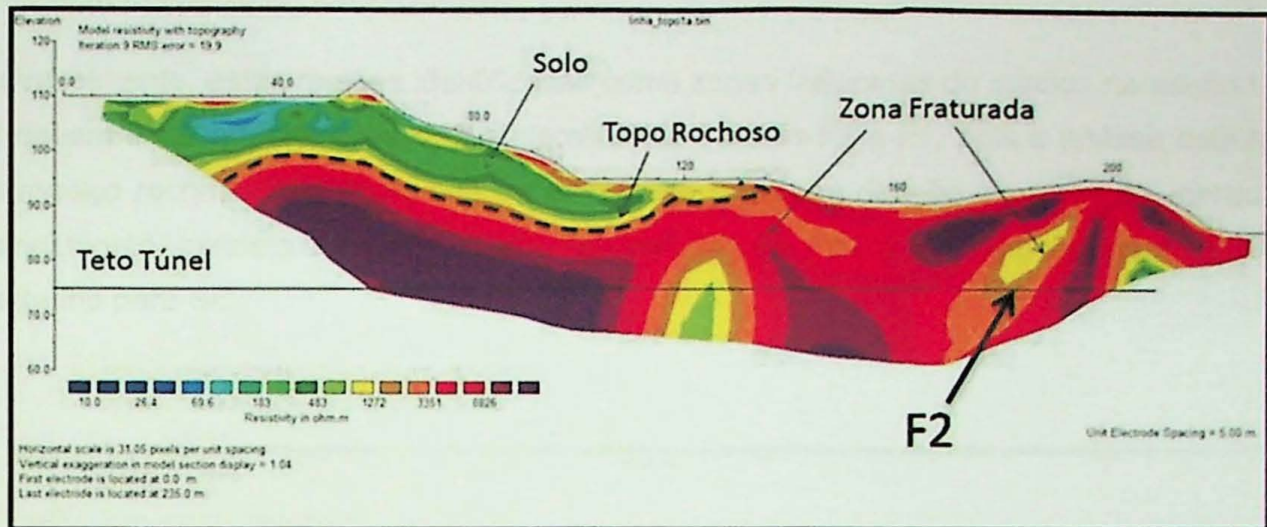 Elevation
Model resistivity with topography
linha_topo1a.bin
Iteration 9 RMS error = 19.9
120
0.0
40.0
Solo
110
80.0
Zona Fraturada
Topo Rochoso
100
120
200
160
90.0
80.0
Teto Túnel
70.0
60.0
F2
10.0 26.4 69.6 183 483 1272 3351 8826
Resistivity in ohm.m
Unit Electrode Spacing = 5.00 m.
Horizontal scale is 31.05 pixels per unit spacing
Vertical exaggeration in model section display = 1.04
First electrode is located at 0.0 m.
Last electrode is located at 235.0 m.